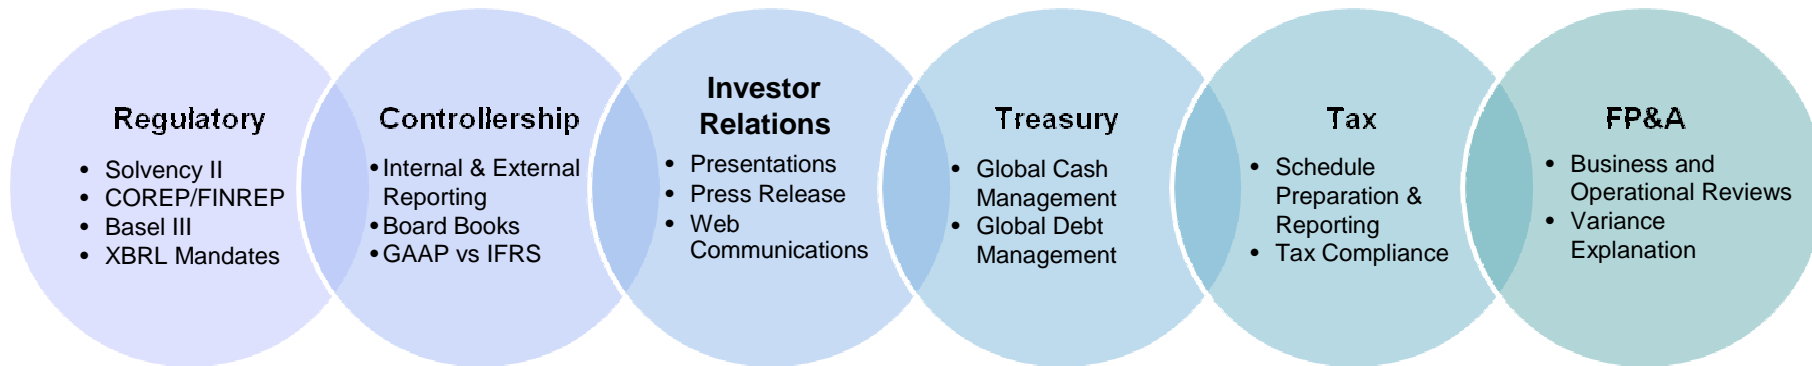 Regulatory
• Solvency II
• COREP/FINREP
• Basel III
• XBRL Mandates
Controllership
• Internal & External
Reporting
• Board Books
• GAAP vs IFRS
Investor
Relations
• Presentations
• Press Release
• Web
Communications
Treasury
• Global Cash
Management
• Global Debt
Management
Tax
• Schedule
Preparation &
Reporting
• Tax Compliance
FP&A
• Business and
Operational Reviews
• Variance
Explanation